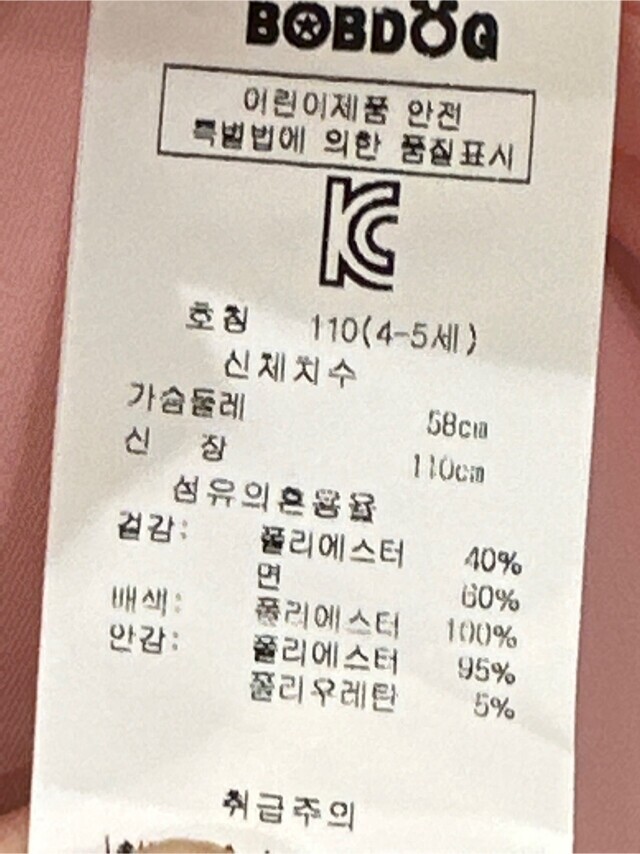 BOBDOG
어린이제품 안전
특별법에 의한 품질표시
KC
호칭 110(4-5세)
신체치수
가슴둘레 58cm
신 장 110cm
섬유의혼용율
겉감: 폴리에스터 40%
면 60%
배색: 폴리에스터 100%
안감: 폴리에스터 95%
폴리우레탄 5%
취급주의